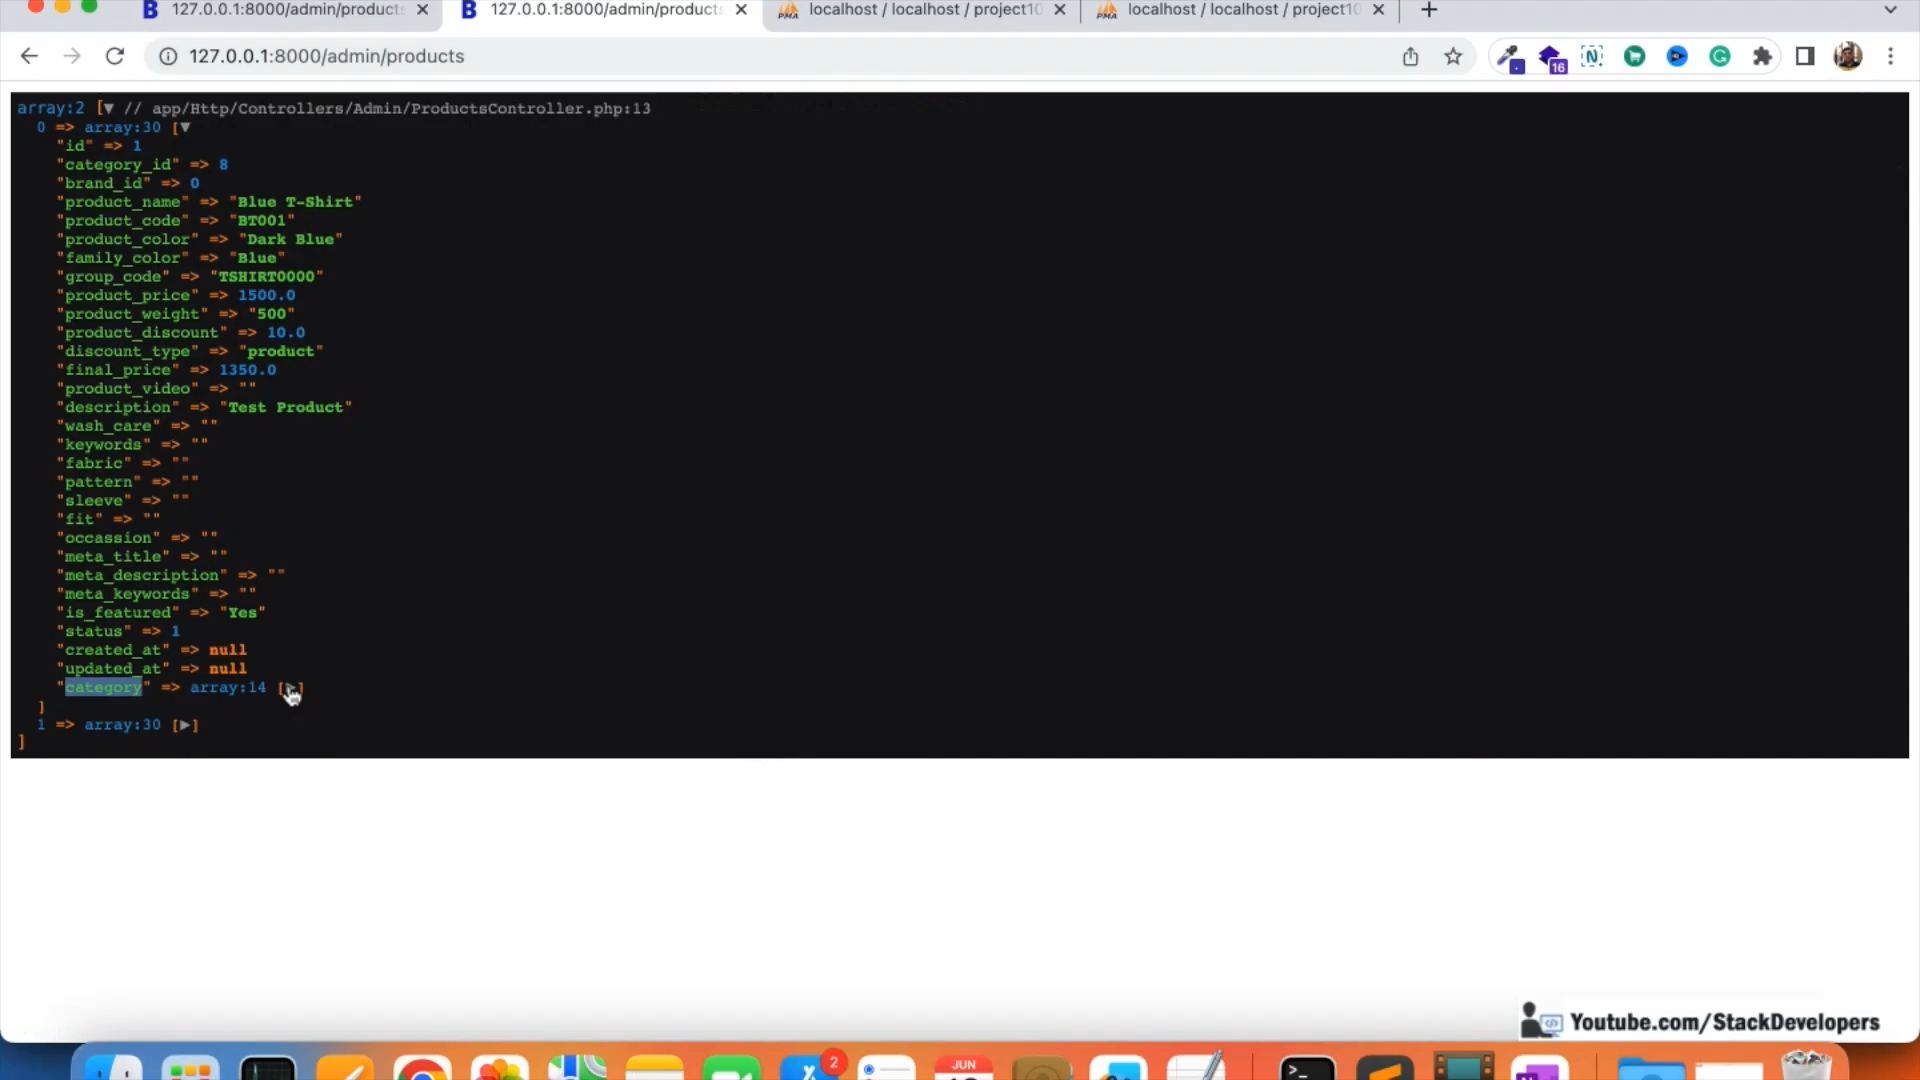 127.0.0.1:8000/admin/products
127.0.0.1:8000/admin/products
localhost / localhost / project10
localhost / localhost / project10
127.0.0.1:8000/admin/products
16
array:2 [▼ // app/Http/Controllers/Admin/ProductsController.php:13
0 => array:30 [▼
"id" => 1
"category_id" => 8
"brand_id" => 0
"product_name" => "Blue T-Shirt"
"product_code" => "BT001"
"product_color" => "Dark Blue"
"family_color" => "Blue"
"group_code" => "TSHIRT0000"
"product_price" => 1500.0
"product_weight" => "500"
"product_discount" => 10.0
"discount_type" => "product"
"final_price" => 1350.0
"product_video" => ""
"description" => "Test Product"
"wash_care" => ""
"keywords" => ""
"fabric" => ""
"pattern" => ""
"sleeve" => ""
"fit" => ""
"occassion" => ""
"meta_title" => ""
"meta_description" => ""
"meta_keywords" => ""
"is_featured" => "Yes"
"status" => 1
"created_at" => null
"updated_at" => null
"category" => array:14 [▶]
]
1 => array:30 [▶]
]
Youtube.com/StackDevelopers
2
JUN